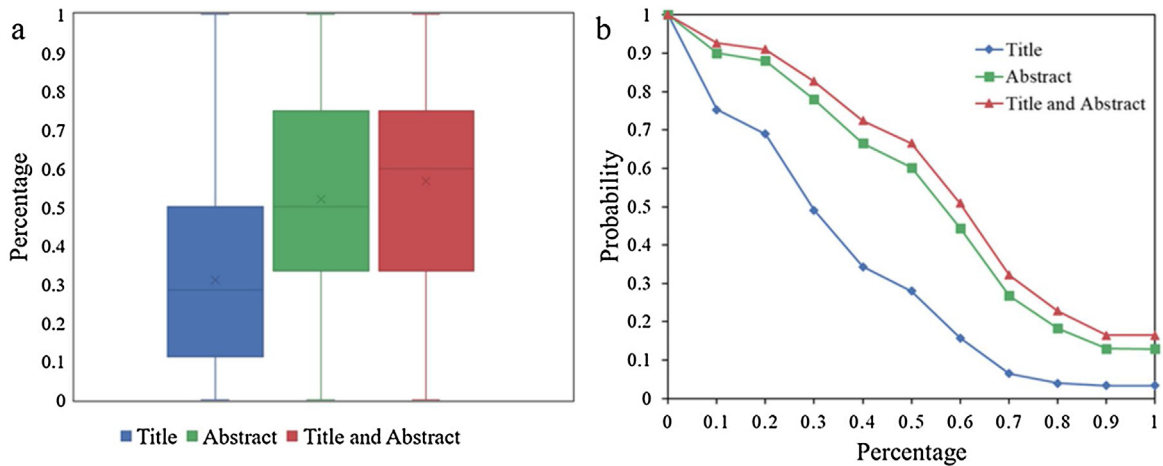 a
Percentage
1
0.9
0.8
0.7
0.6
0.5
0.4
0.3
0.2
0.1
0
Title Abstract Title and Abstract
b
Probability
1
0.9
0.8
0.7
0.6
0.5
0.4
0.3
0.2
0.1
0
Title
Abstract
Title and Abstract
0 0.1 0.2 0.3 0.4 0.5 0.6 0.7 0.8 0.9 1
Percentage